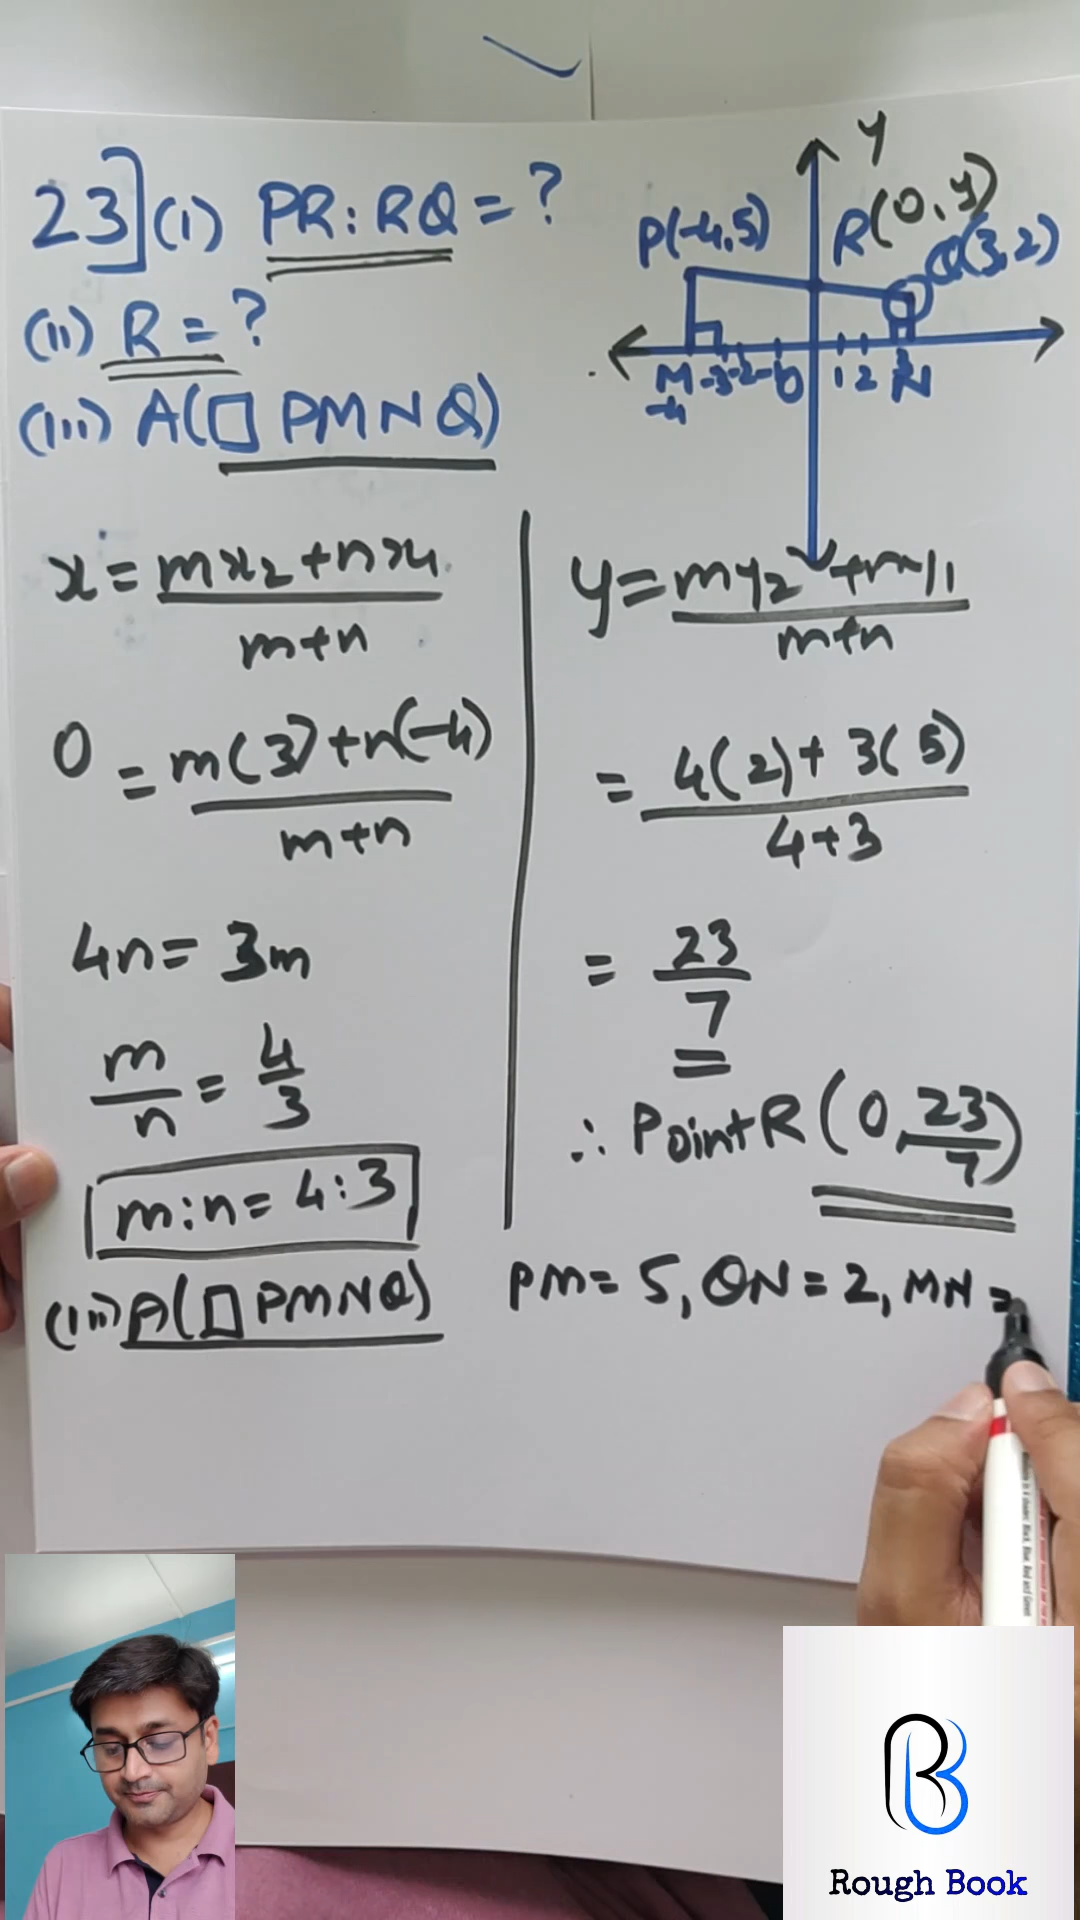 23] (i) PR : RQ = ?
(ii) R = ?
(iii) A(□ PMNQ)
Y
P(-4,5)
R(0, y)
Q(3,2)
M -3 -2 -1 O 1 2 3 N
-4
x = mx₂ + nx₁
m+n
0 = m(3) + n(-4)
m+n
4n = 3m
m/n = 4/3
m:n = 4:3
y = my₂ + ny₁
m+n
= 4(2) + 3(5)
4+3
= 23/7
∴ Point R (0, 23/7)
(iii) A(□ PMNQ)
PM = 5, QN = 2, MN =
B
Rough Book